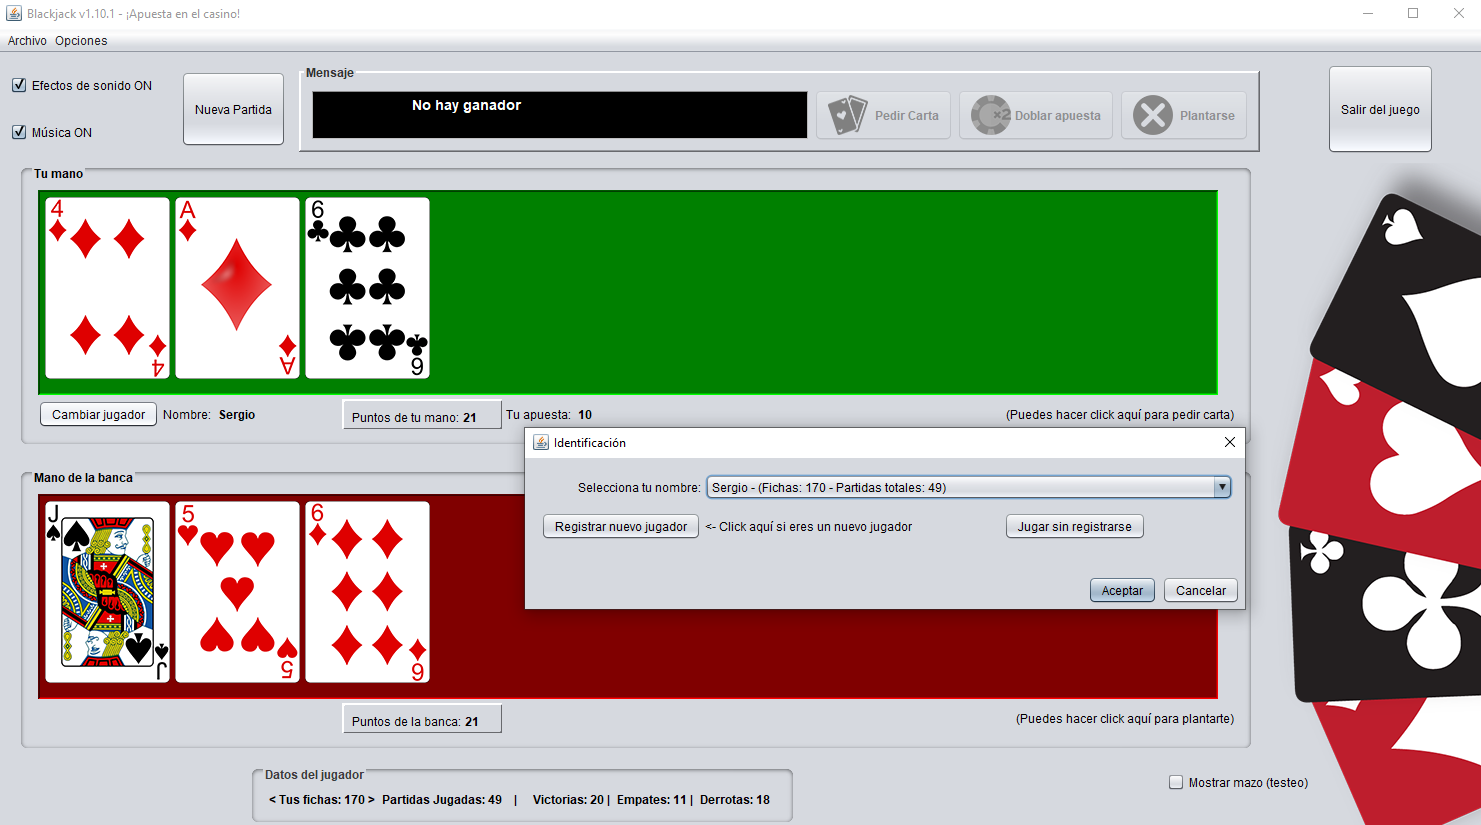 Blackjack v1.10.1 - ¡Apuesta en el casino!
Archivo Opciones
Efectos de sonido ON
Música ON
Nueva Partida
Mensaje
No hay ganador
Pedir Carta
x2 Doblar apuesta
Plantarse
Salir del juego
Tu mano
4
4
A
A
6
6
Cambiar jugador Nombre: Sergio
Puntos de tu mano: 21
Tu apuesta: 10
(Puedes hacer click aquí para pedir carta)
Identificación
Selecciona tu nombre: Sergio - (Fichas: 170 - Partidas totales: 49)
Registrar nuevo jugador <- Click aquí si eres un nuevo jugador
Jugar sin registrarse
Aceptar Cancelar
Mano de la banca
J
J
5
5
6
6
Puntos de la banca: 21
(Puedes hacer click aquí para plantarte)
Datos del jugador
< Tus fichas: 170 > Partidas Jugadas: 49 | Victorias: 20 | Empates: 11 | Derrotas: 18
Mostrar mazo (testeo)